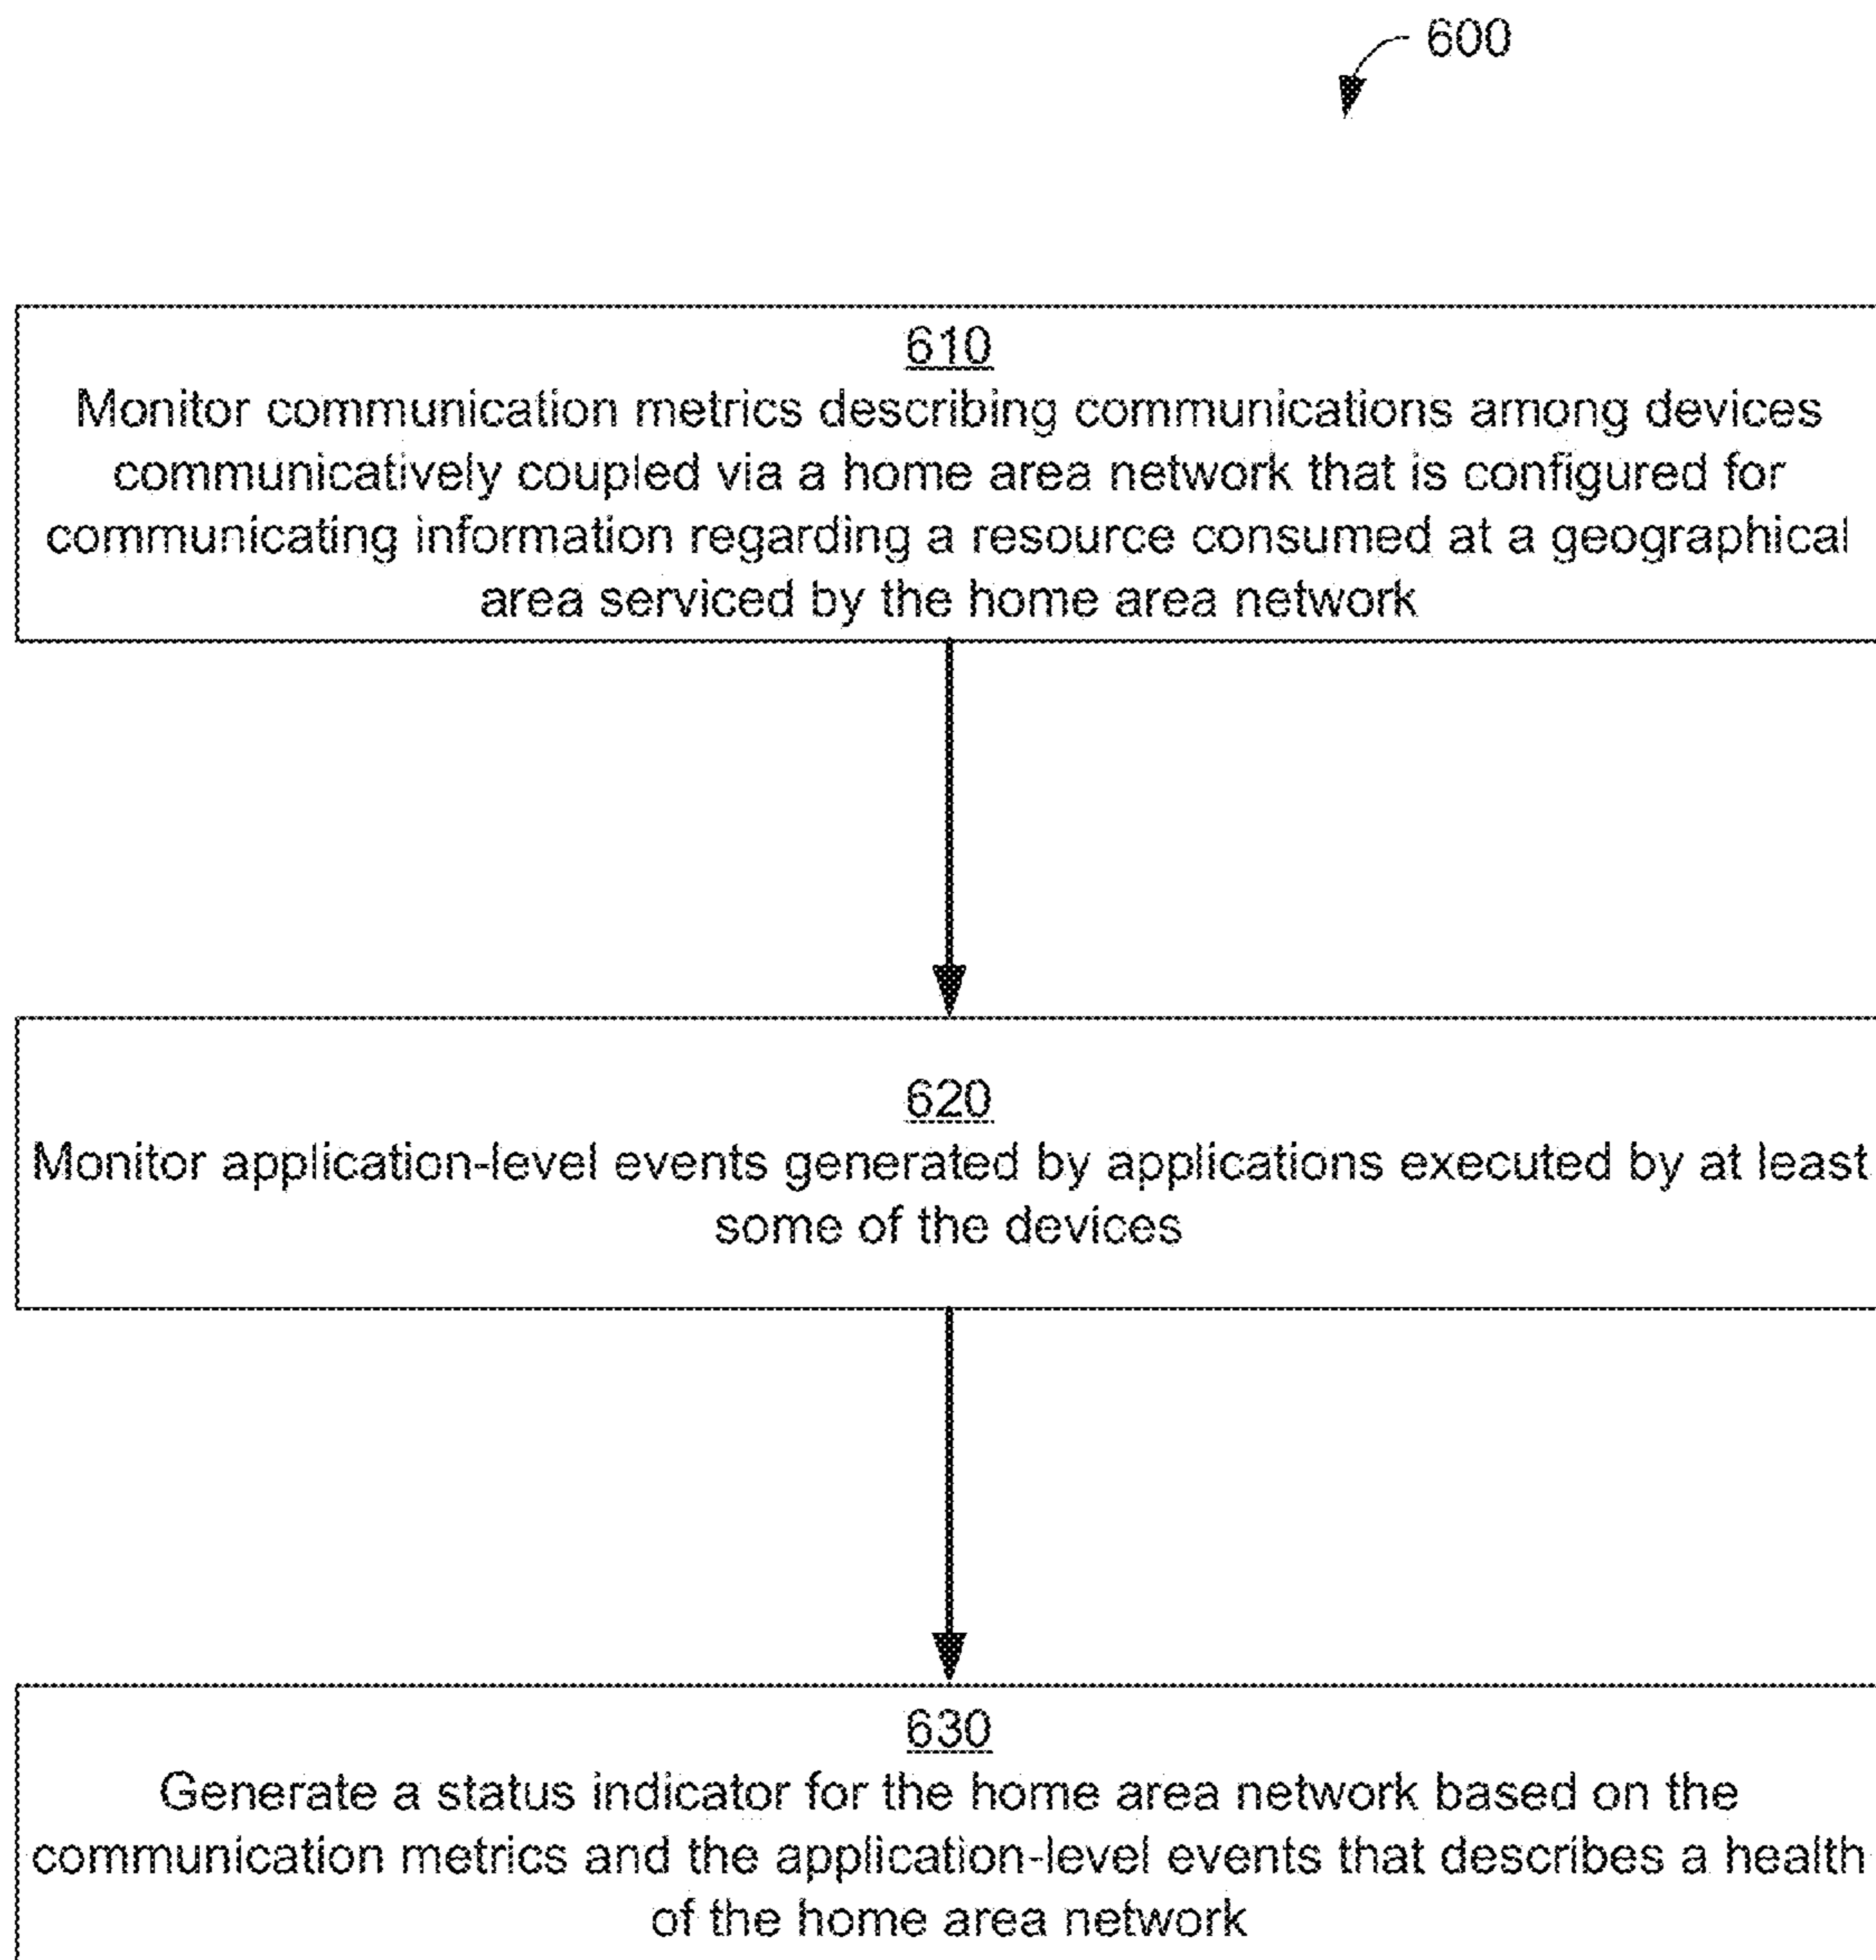 600
610
Monitor communication metrics describing communications among devices
communicatively coupled via a home area network that is configured for
communicating information regarding a resource consumed at a geographical
area serviced by the home area network
620
Monitor application-level events generated by applications executed by at least
some of the devices
630
Generate a status indicator for the home area network based on the
communication metrics and the application-level events that describes a health
of the home area network